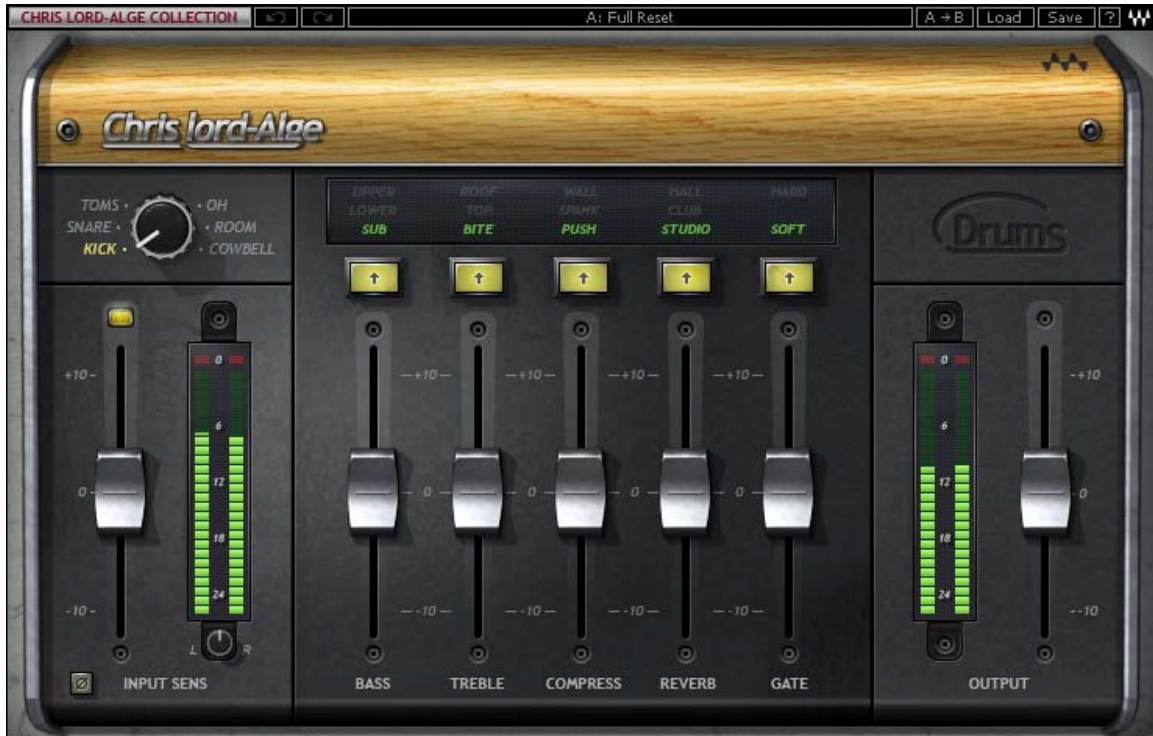 CHRIS LORD-ALGE COLLECTION
A: Full Reset
A→B
Load
Save
?
Chris lord-Alge
TOMS
OH
SNARE
ROOM
KICK
COWBELL
UPPER ROOF WALL HALL HARD
LOWER TOP SPANK CLUB
SUB BITE PUSH STUDIO SOFT
Drums
+10 0 +10 +10 +10 +10 0 +10
6 6
0 12 0 0 0 0 12 0
18 18
-10 24 -10 -10 -10 -10 24 -10
L R
Ø INPUT SENS BASS TREBLE COMPRESS REVERB GATE OUTPUT